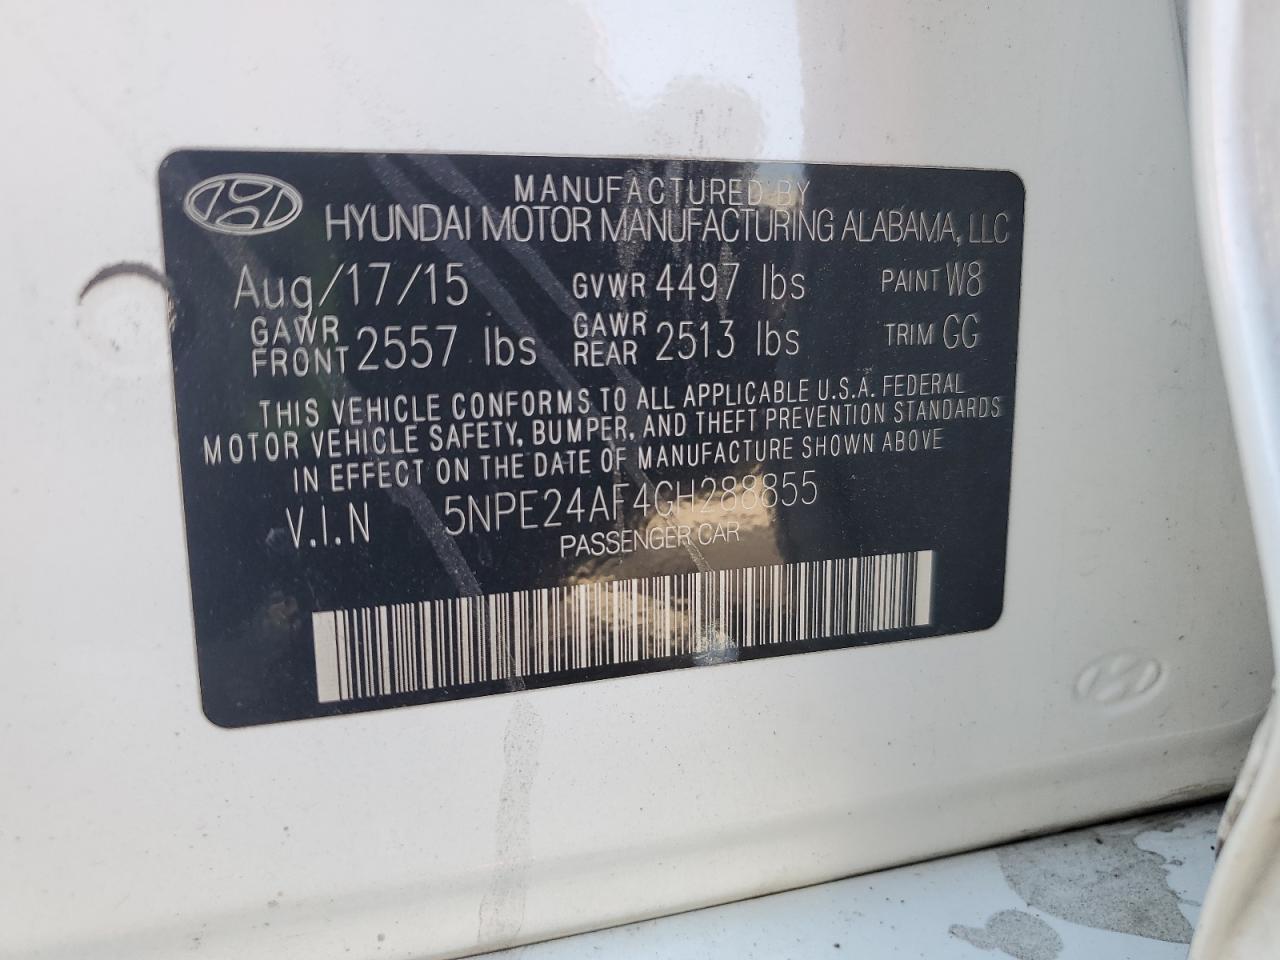 MANUFACTURED BY
HYUNDAI MOTOR MANUFACTURING ALABAMA, LLC
Aug/17/15 GVWR 4497 lbs PAINT W8
GAWR FRONT 2557 lbs GAWR REAR 2513 lbs TRIM GG
THIS VEHICLE CONFORMS TO ALL APPLICABLE U.S.A. FEDERAL
MOTOR VEHICLE SAFETY, BUMPER, AND THEFT PREVENTION STANDARDS
IN EFFECT ON THE DATE OF MANUFACTURE SHOWN ABOVE
V.I.N 5NPE24AF4GH288855
PASSENGER CAR